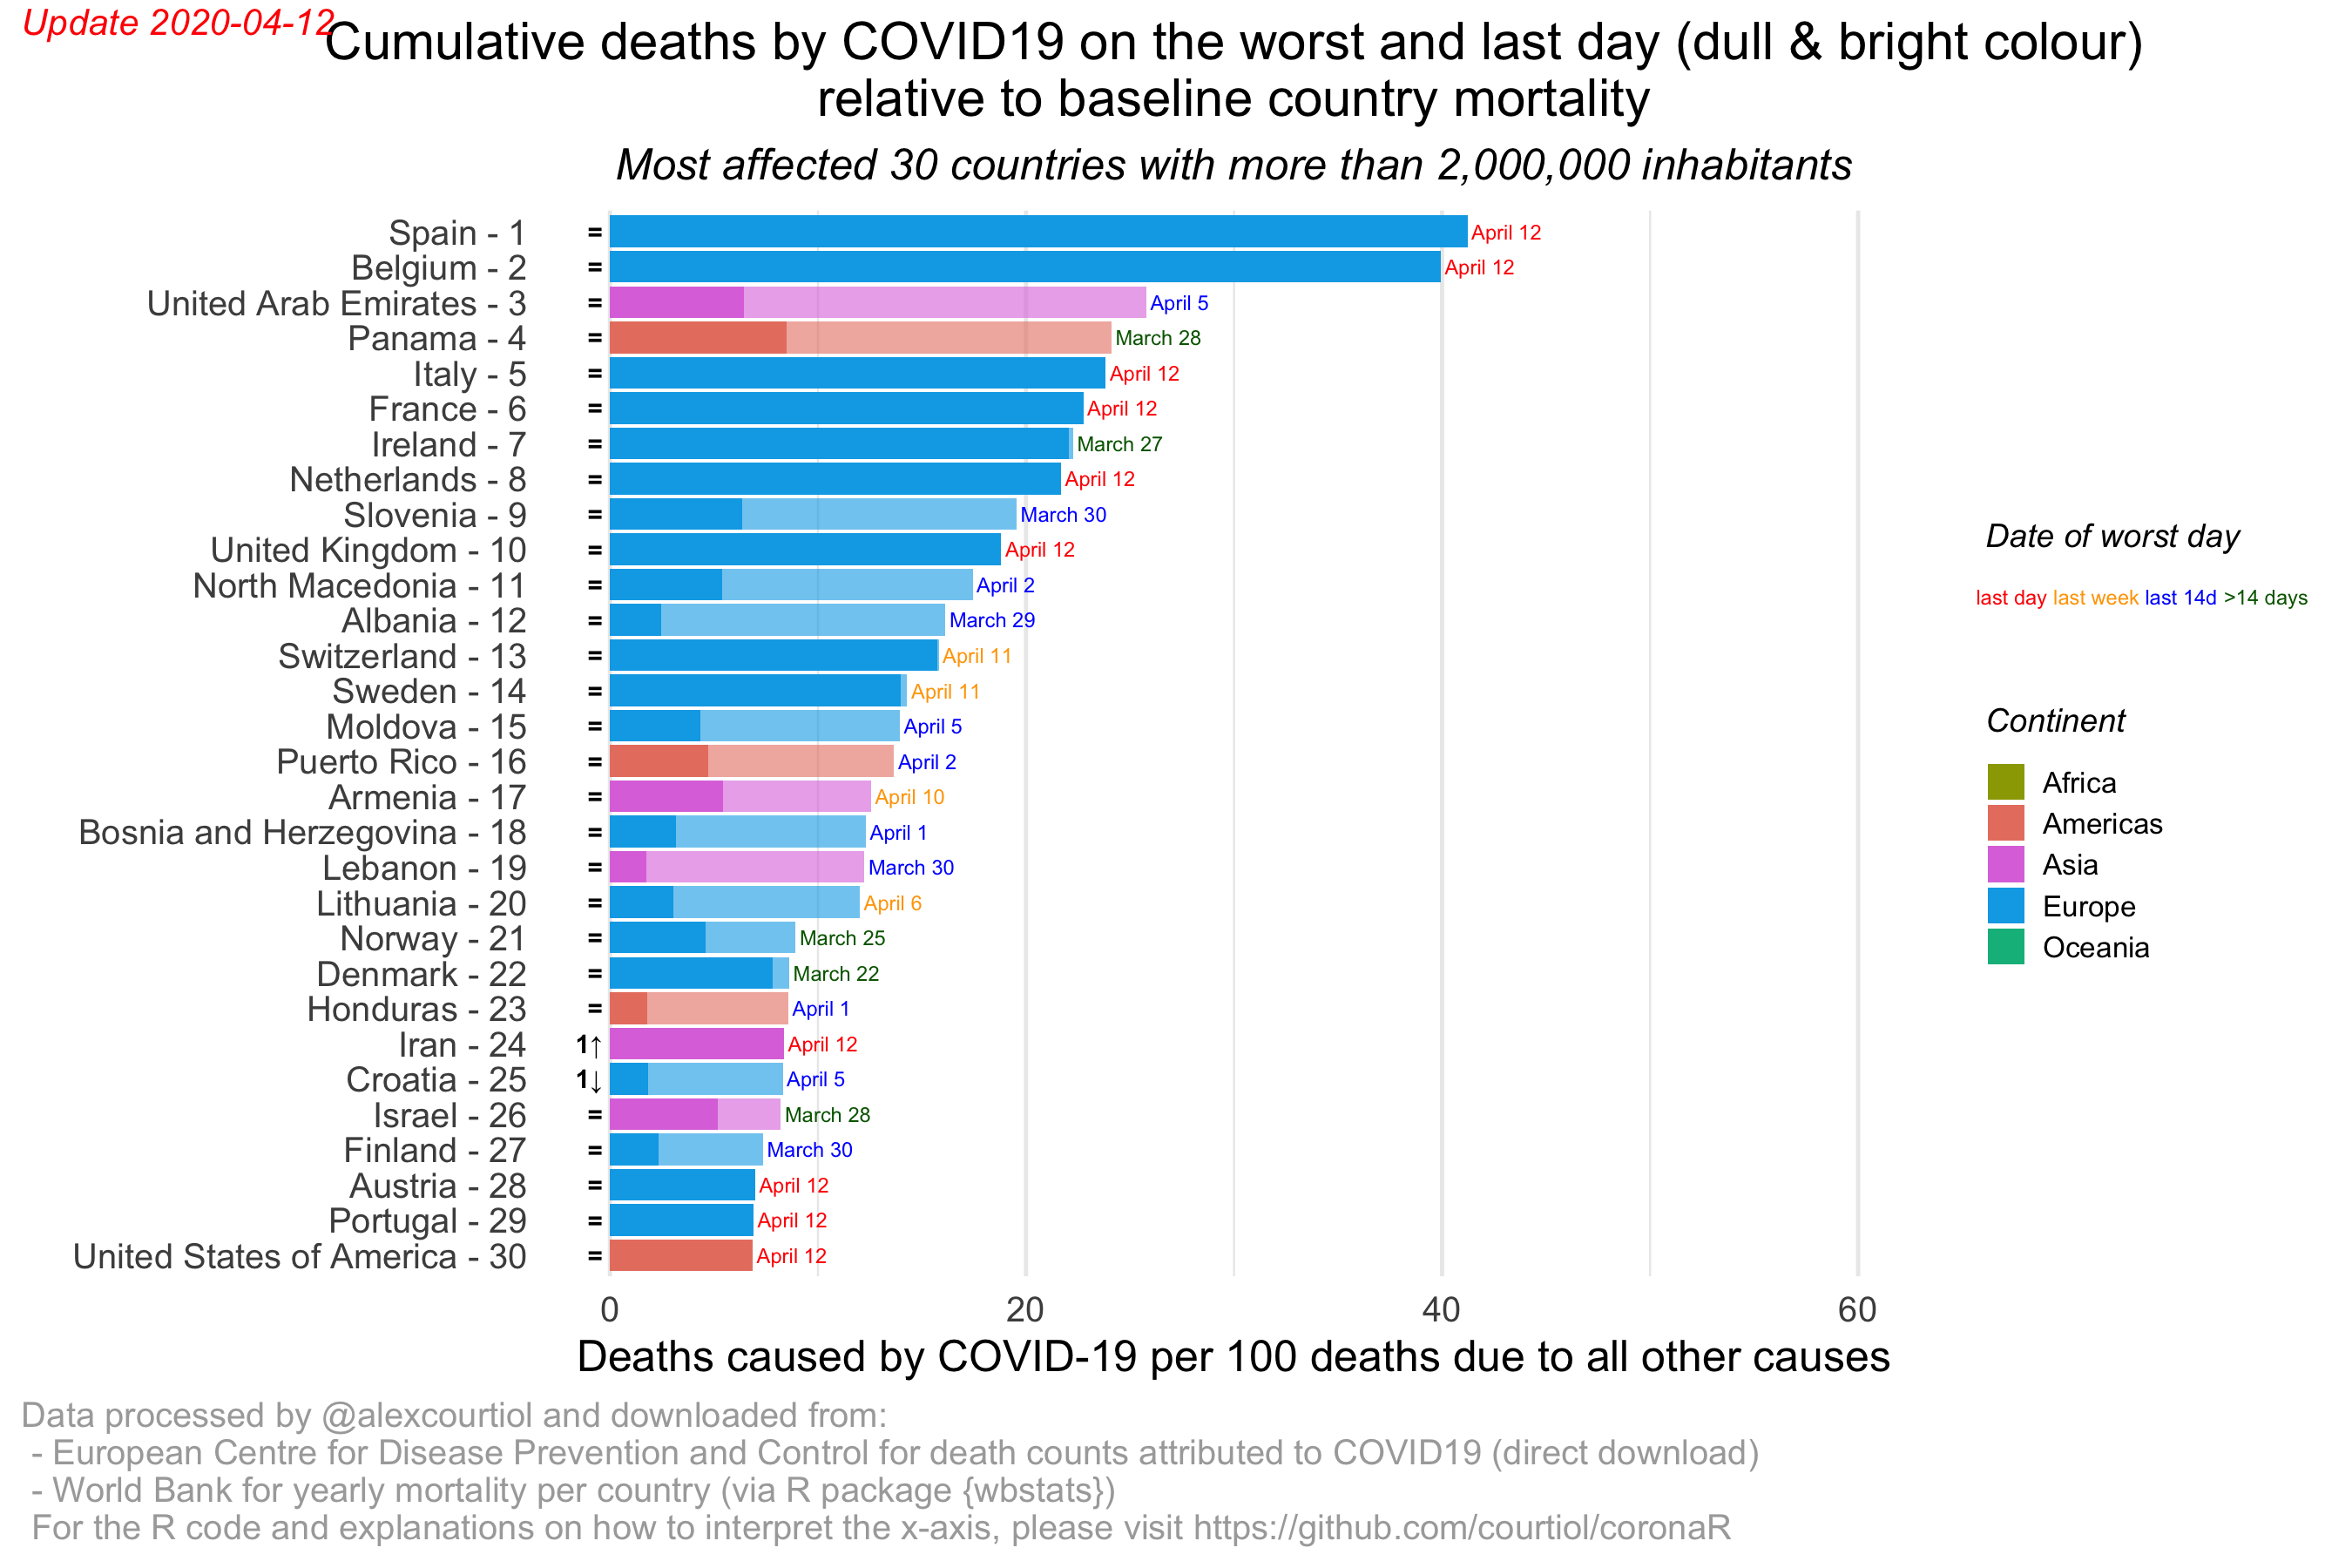 Update 2020-04-12
Cumulative deaths by COVID19 on the worst and last day (dull & bright colour)
relative to baseline country mortality
Most affected 30 countries with more than 2,000,000 inhabitants
Spain - 1 = April 12
Belgium - 2 = April 12
United Arab Emirates - 3 = April 5
Panama - 4 = March 28
Italy - 5 = April 12
France - 6 = April 12
Ireland - 7 = March 27
Netherlands - 8 = April 12
Slovenia - 9 = March 30
United Kingdom - 10 = April 12
North Macedonia - 11 = April 2
Albania - 12 = March 29
Switzerland - 13 = April 11
Sweden - 14 = April 11
Moldova - 15 = April 5
Puerto Rico - 16 = April 2
Armenia - 17 = April 10
Bosnia and Herzegovina - 18 = April 1
Lebanon - 19 = March 30
Lithuania - 20 = April 6
Norway - 21 = March 25
Denmark - 22 = March 22
Honduras - 23 = April 1
Iran - 24 1↑ April 12
Croatia - 25 1↓ April 5
Israel - 26 = March 28
Finland - 27 = March 30
Austria - 28 = April 12
Portugal - 29 = April 12
United States of America - 30 = April 12
0 20 40 60
Deaths caused by COVID-19 per 100 deaths due to all other causes
Date of worst day
last day last week last 14d >14 days
Continent
Africa
Americas
Asia
Europe
Oceania
Data processed by @alexcourtiol and downloaded from:
- European Centre for Disease Prevention and Control for death counts attributed to COVID19 (direct download)
- World Bank for yearly mortality per country (via R package {wbstats})
For the R code and explanations on how to interpret the x-axis, please visit https://github.com/courtiol/coronaR